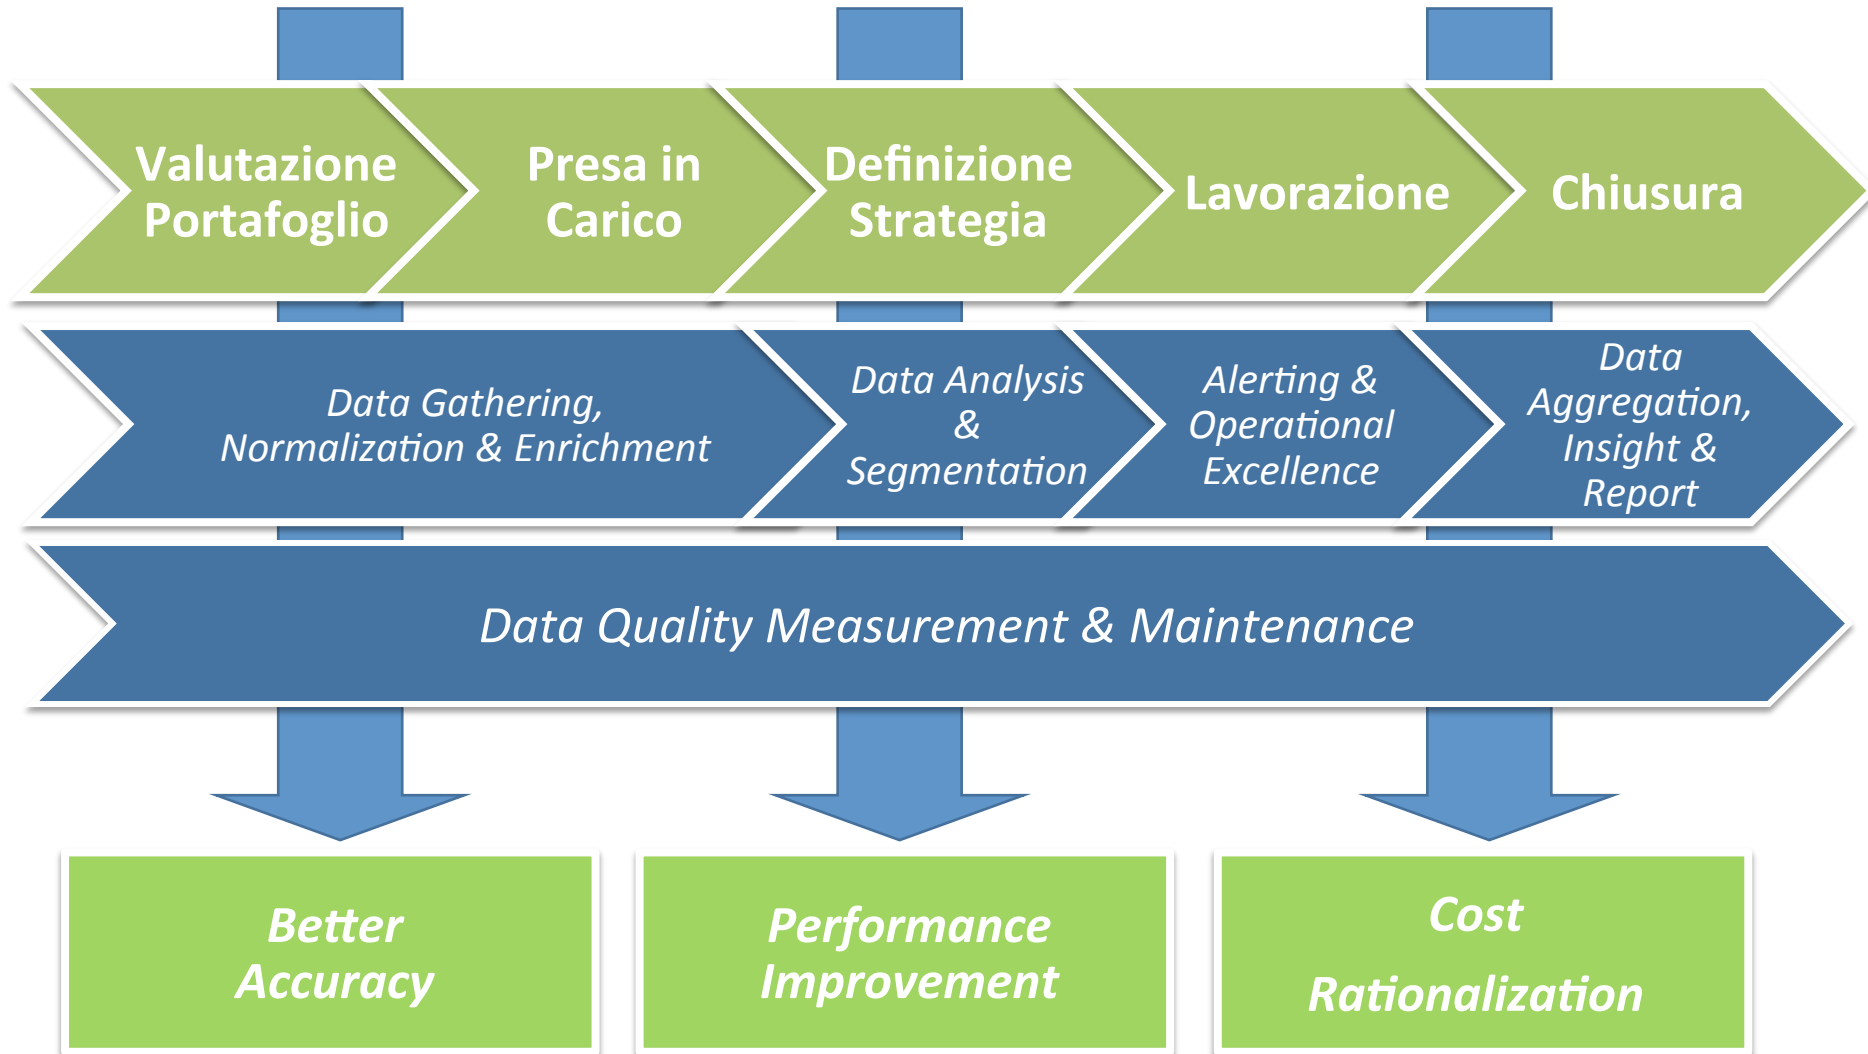 Valutazione
Portafoglio
Presa in
Carico
Definizione
Strategia
Lavorazione
Chiusura
Data Gathering,
Normalization & Enrichment
Data Analysis
&
Segmentation
Alerting &
Operational
Excellence
Data
Aggregation,
Insight &
Report
Data Quality Measurement & Maintenance
Better
Accuracy
Performance
Improvement
Cost
Rationalization